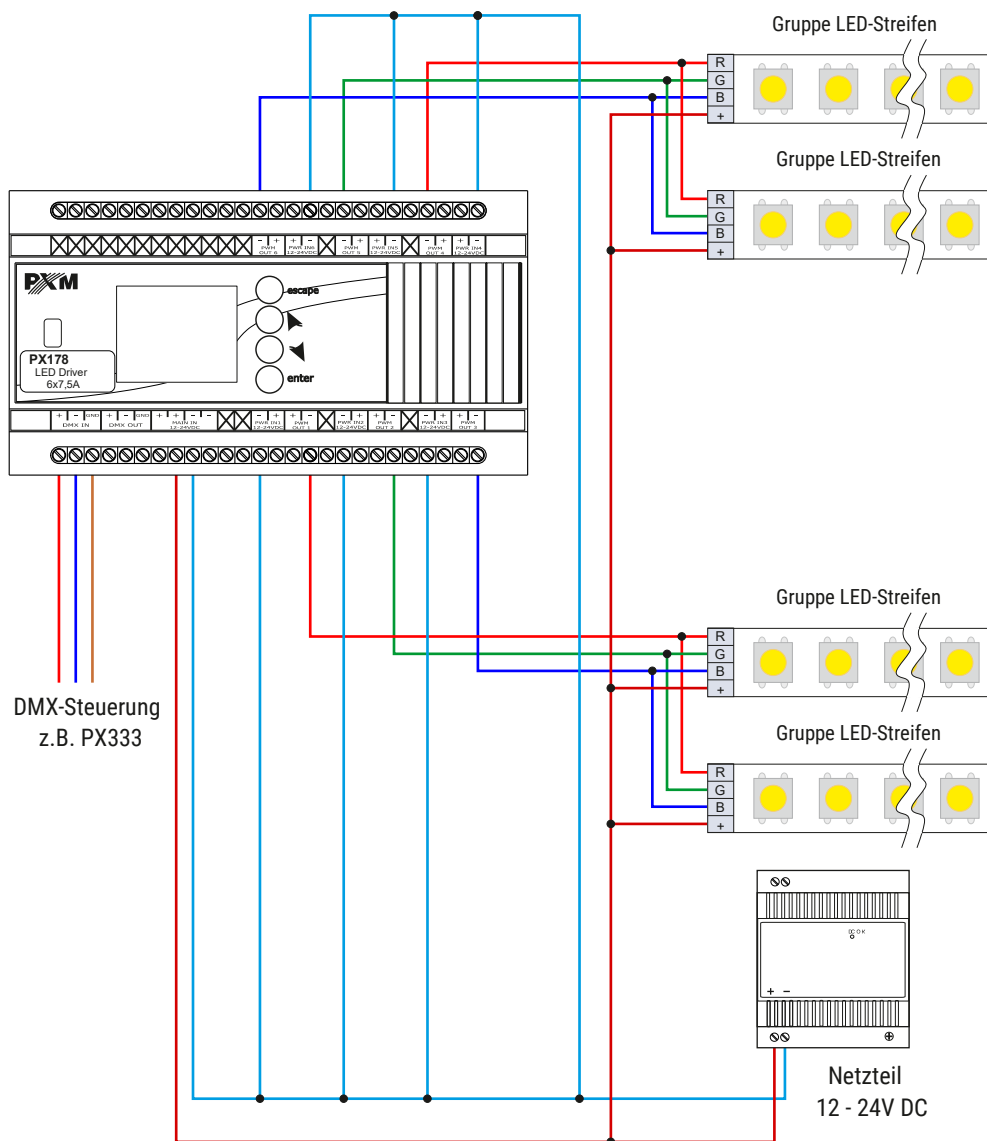 Gruppe LED-Streifen
R
G
B
+
Gruppe LED-Streifen
R
G
B
+
- + - + - + - + - + - +
PWM OUT 6
PWR IN6 12-24VDC
PWM OUT 5
PWR IN5 12-24VDC
PWM OUT 4
PWR IN4 12-24VDC
PXM
escape
enter
PX178
LED Driver
6x7,5A
+ - GND + - GND + + - - - + + - - + + - - + + -
DMX IN
DMX OUT
MAIN IN 12-24VDC
PWR IN1 12-24VDC
PWM OUT 1
PWR IN2 12-24VDC
PWM OUT 2
PWR IN3 12-24VDC
PWM OUT 3
DMX-Steuerung
z.B. PX333
Gruppe LED-Streifen
R
G
B
+
Gruppe LED-Streifen
R
G
B
+
DC OK
+ -
Netzteil
12 - 24V DC